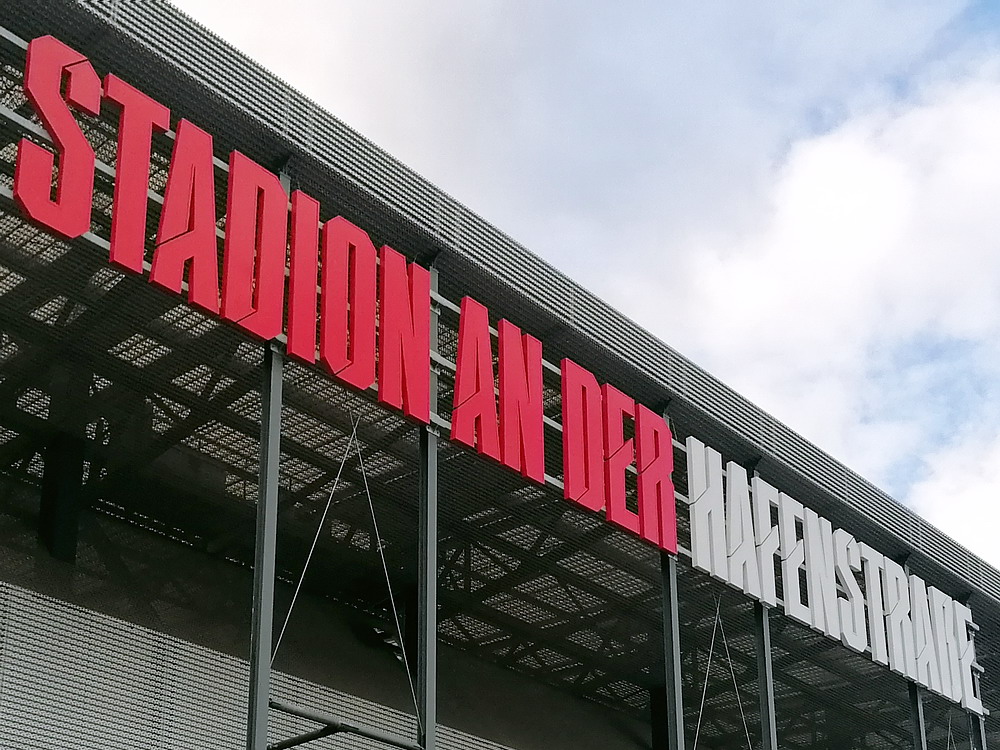 STADION AN DER HAFENSTRAẞE